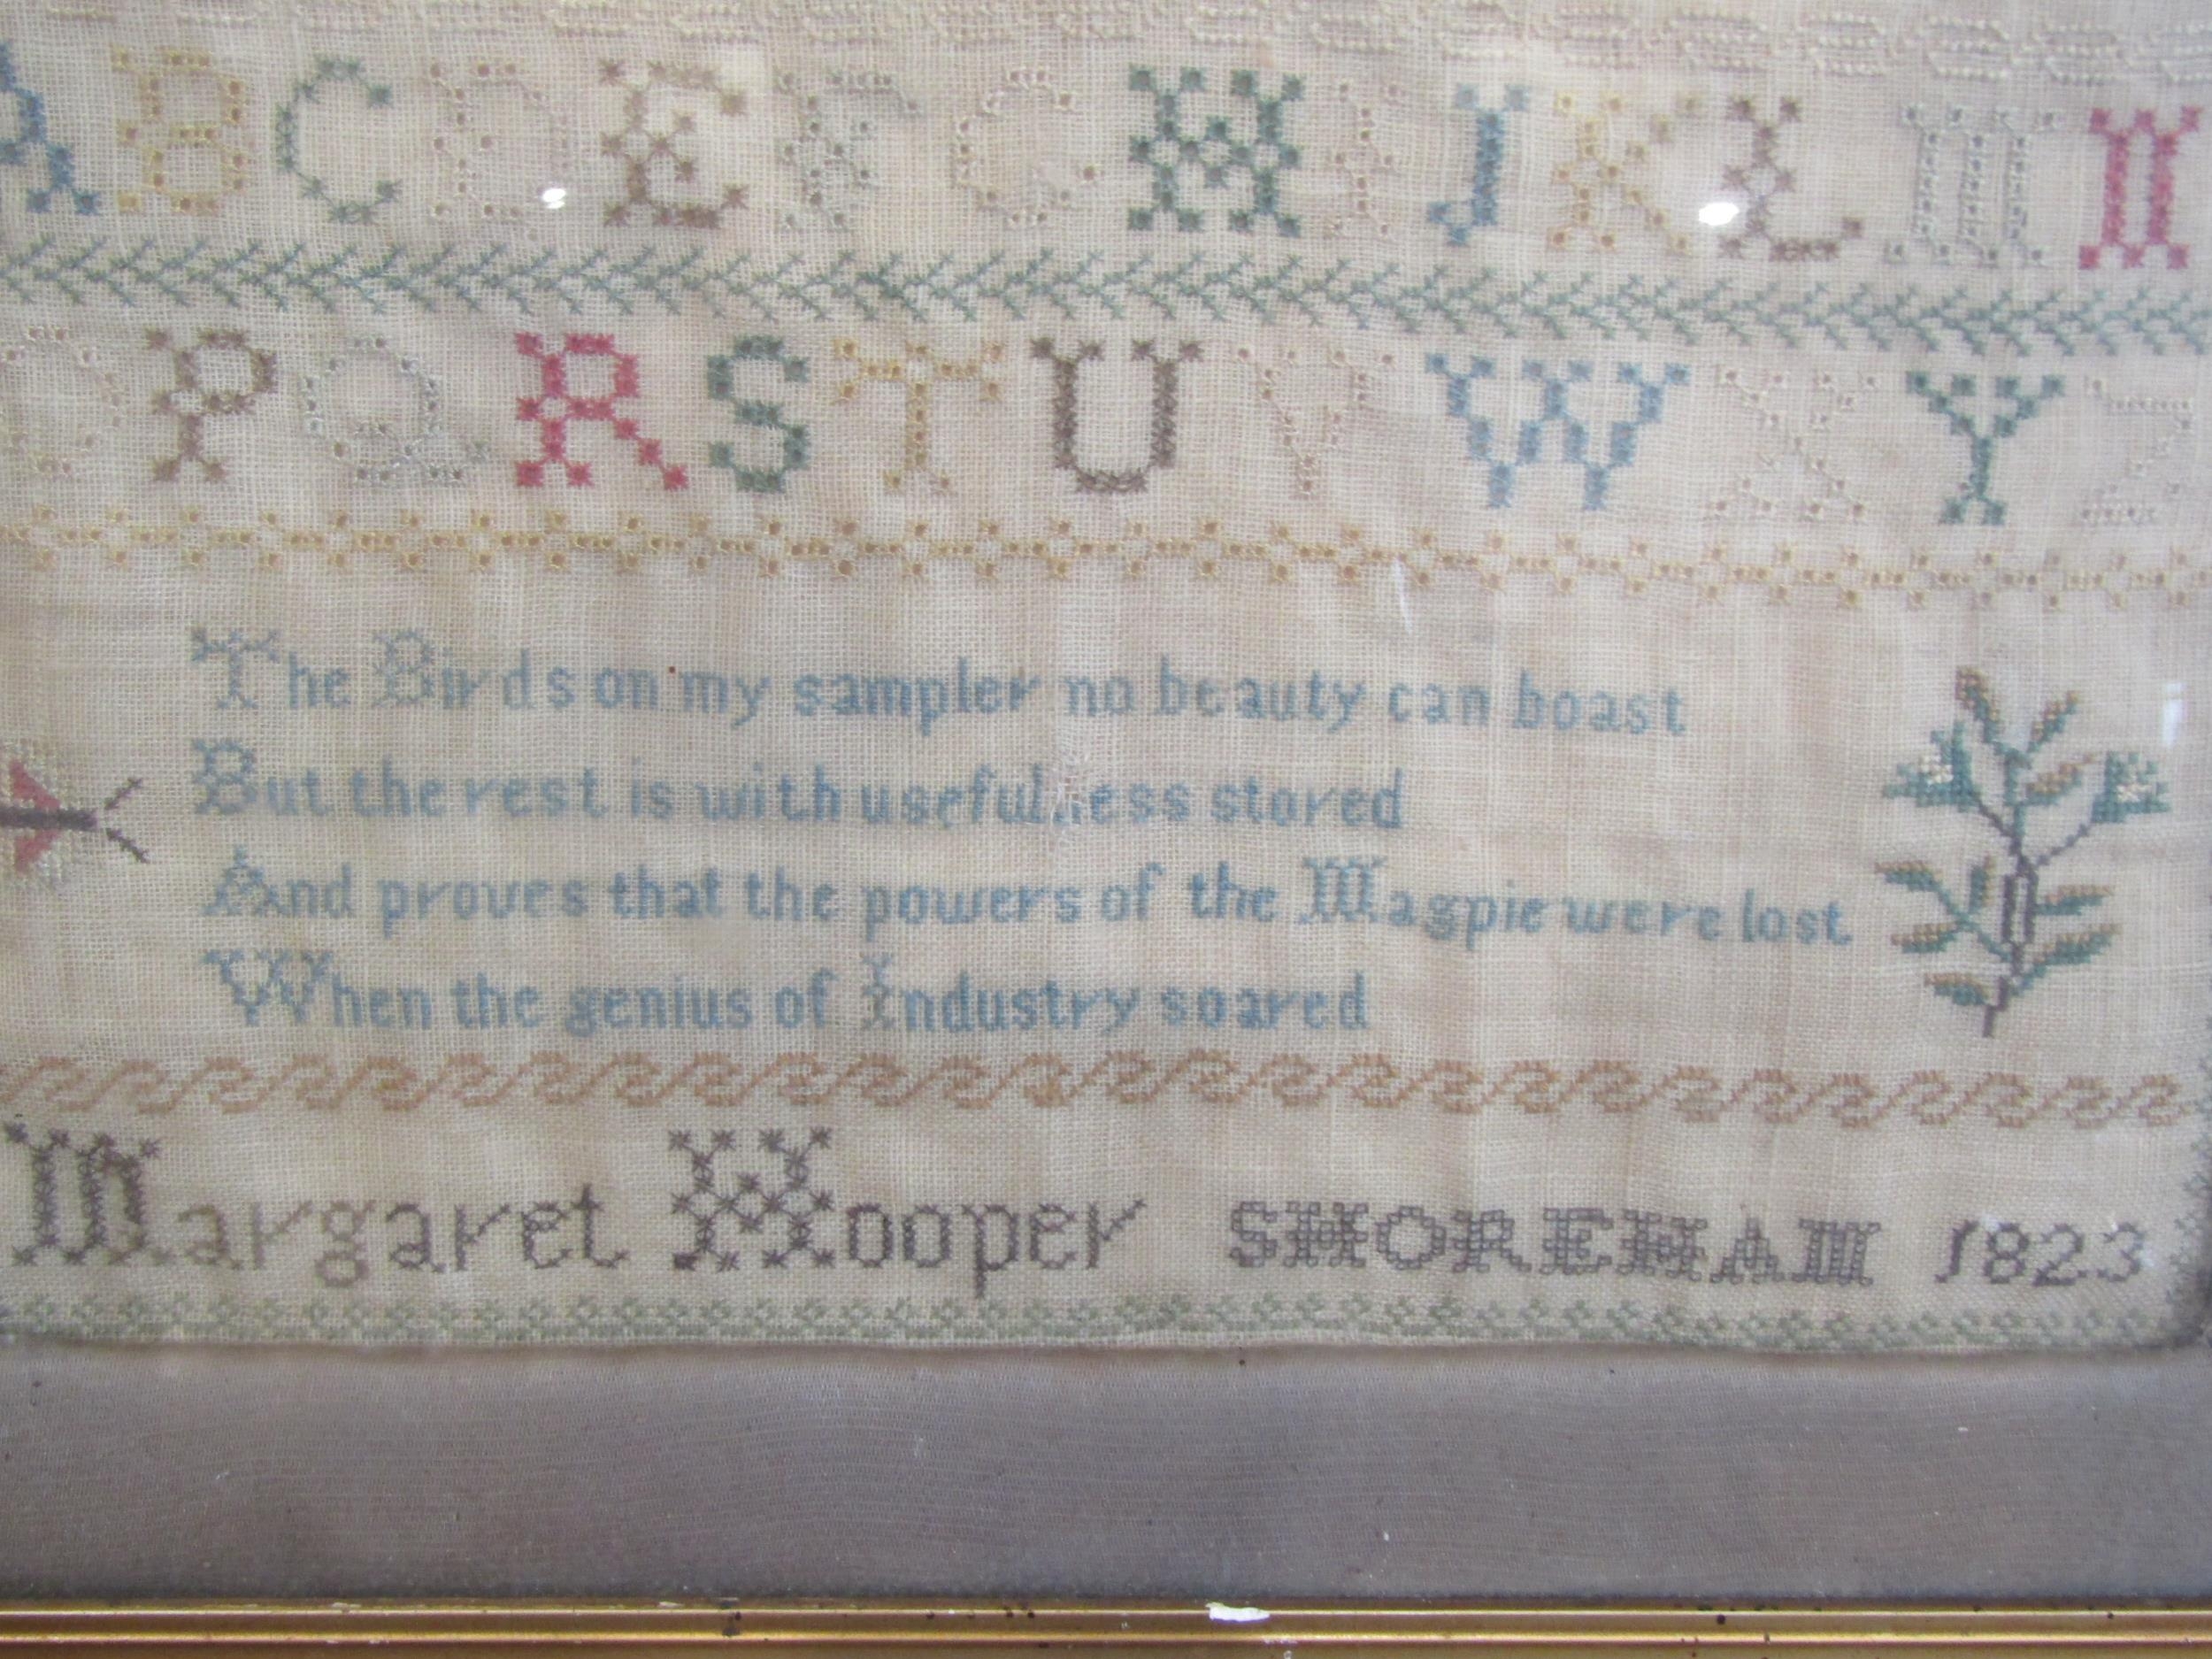 A B C D E F G H I J K L M N
O P Q R S T U V W X Y Z
The Birds on my sampler no beauty can boast
But the rest is with usefulness stored
And proves that the powers of the Magpie were lost
When the genius of Industry soared
Margaret Hooper SHOREHAM 1823